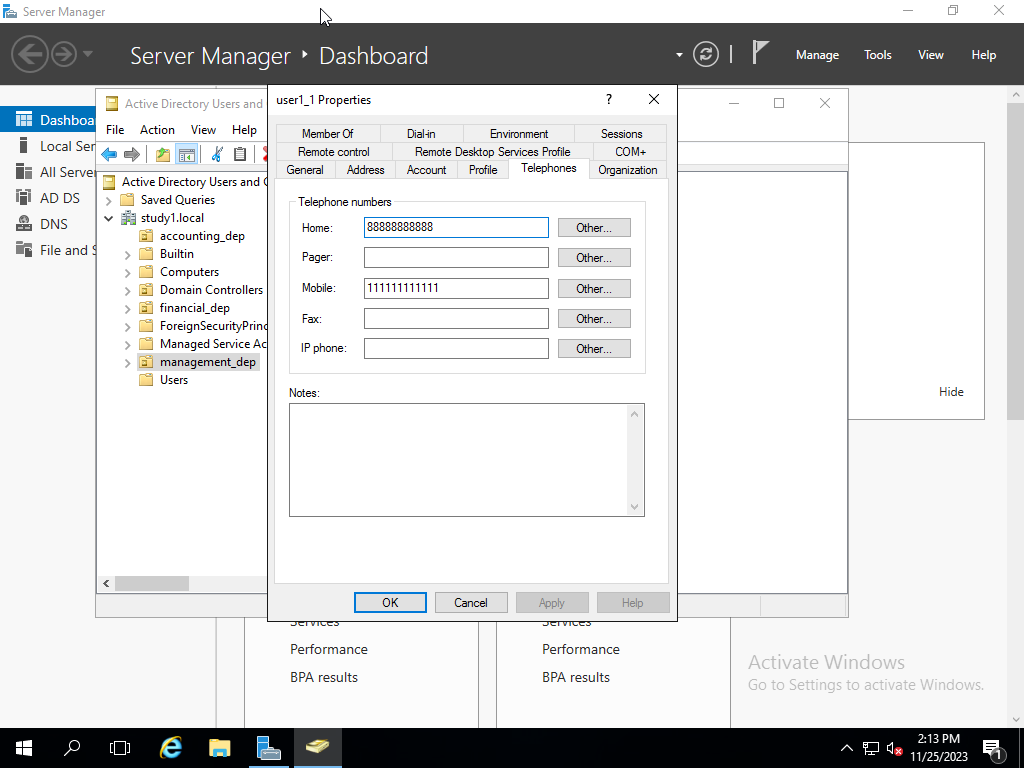 Server Manager
Server Manager
Dashboard
Manage
Tools
View
Help
Active Directory Users and
File
Action
View
Help
Active Directory Users and
Saved Queries
study1.local
accounting_dep
Builtin
Computers
Domain Controllers
financial_dep
ForeignSecurityPrinc
Managed Service Ac
management_dep
Users
Dashboa
Local Ser
All Server
AD DS
DNS
File and S
user1_1 Properties
?
Member Of
Dial-in
Environment
Sessions
Remote control
Remote Desktop Services Profile
COM+
General
Address
Account
Profile
Telephones
Organization
Telephone numbers
Home:
88888888888
Other...
Pager:
Other...
Mobile:
111111111111
Other...
Fax:
Other...
IP phone:
Other...
Notes:
OK
Cancel
Apply
Help
Hide
Services
Performance
BPA results
Services
Performance
BPA results
Activate Windows
Go to Settings to activate Windows.
2:13 PM
11/25/2023
1